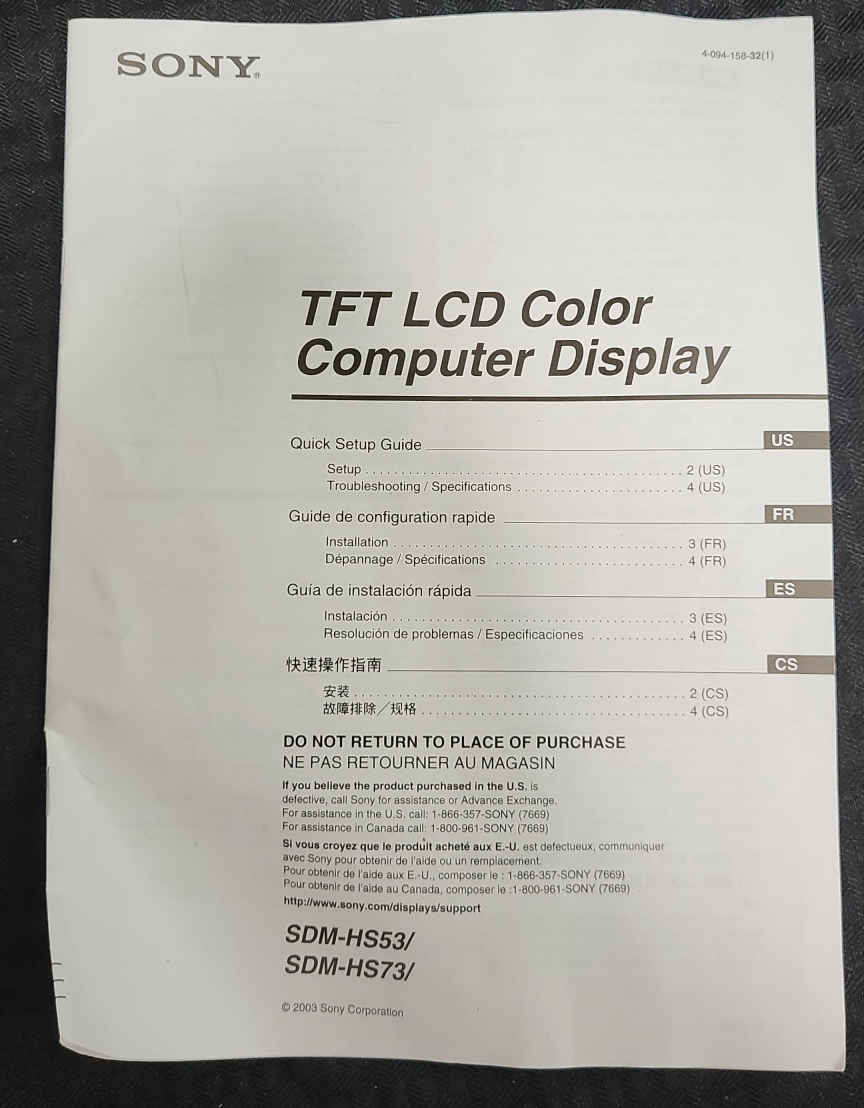 SONY®
4-094-158-32(1)
TFT LCD Color
Computer Display
Quick Setup Guide US
Setup . . . . . . . . . . . . . . . . . . . . . . . . . . . . . . . . . . . . . . . . . . . . 2 (US)
Troubleshooting / Specifications . . . . . . . . . . . . . . . . . . . . . . . 4 (US)
Guide de configuration rapide FR
Installation . . . . . . . . . . . . . . . . . . . . . . . . . . . . . . . . . . . . . . . . 3 (FR)
Dépannage / Spécifications . . . . . . . . . . . . . . . . . . . . . . . . . . 4 (FR)
Guía de instalación rápida ES
Instalación . . . . . . . . . . . . . . . . . . . . . . . . . . . . . . . . . . . . . . . . 3 (ES)
Resolución de problemas / Especificaciones . . . . . . . . . . . . . 4 (ES)
快速操作指南 CS
安装 . . . . . . . . . . . . . . . . . . . . . . . . . . . . . . . . . . . . . . . . . . . . . . 2 (CS)
故障排除／规格 . . . . . . . . . . . . . . . . . . . . . . . . . . . . . . . . . . . . . 4 (CS)
DO NOT RETURN TO PLACE OF PURCHASE
NE PAS RETOURNER AU MAGASIN
If you believe the product purchased in the U.S. is
defective, call Sony for assistance or Advance Exchange.
For assistance in the U.S. call: 1-866-357-SONY (7669)
For assistance in Canada call: 1-800-961-SONY (7669)
Si vous croyez que le produit acheté aux E.-U. est defectueux, communiquer
avec Sony pour obtenir de l'aide ou un remplacement.
Pour obtenir de l'aide aux E.-U., composer le : 1-866-357-SONY (7669)
Pour obtenir de l'aide au Canada, composer le :1-800-961-SONY (7669)
http://www.sony.com/displays/support
SDM-HS53/
SDM-HS73/
© 2003 Sony Corporation